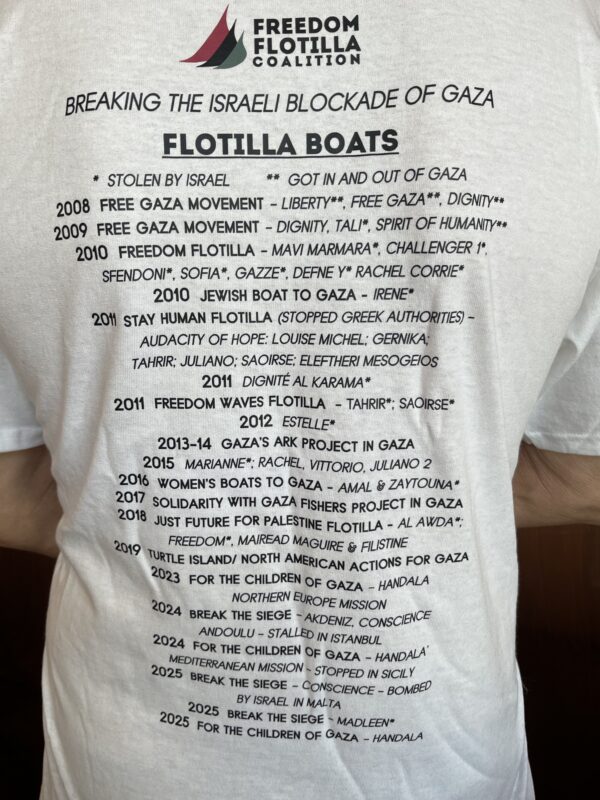 FREEDOM
FLOTILLA
COALITION
BREAKING THE ISRAELI BLOCKADE OF GAZA
FLOTILLA BOATS
* STOLEN BY ISRAEL ** GOT IN AND OUT OF GAZA
2008 FREE GAZA MOVEMENT – LIBERTY**, FREE GAZA**, DIGNITY**
2009 FREE GAZA MOVEMENT – DIGNITY, TALI*, SPIRIT OF HUMANITY**
2010 FREEDOM FLOTILLA – MAVI MARMARA*, CHALLENGER 1*,
SFENDONI*, SOFIA*, GAZZE*, DEFNE Y* RACHEL CORRIE*
2010 JEWISH BOAT TO GAZA – IRENE*
2011 STAY HUMAN FLOTILLA (STOPPED GREEK AUTHORITIES) –
AUDACITY OF HOPE: LOUISE MICHEL; GERNIKA;
TAHRIR; JULIANO; SAOIRSE; ELEFTHERI MESOGEIOS
2011 DIGNITÉ AL KARAMA*
2011 FREEDOM WAVES FLOTILLA – TAHRIR*; SAOIRSE*
2012 ESTELLE*
2013–14 GAZA'S ARK PROJECT IN GAZA
2015 MARIANNE*; RACHEL, VITTORIO, JULIANO 2
2016 WOMEN'S BOATS TO GAZA – AMAL & ZAYTOUNA*
2017 SOLIDARITY WITH GAZA FISHERS PROJECT IN GAZA
2018 JUST FUTURE FOR PALESTINE FLOTILLA – AL AWDA*;
FREEDOM*, MAIREAD MAGUIRE & FILISTINE
2019 TURTLE ISLAND/ NORTH AMERICAN ACTIONS FOR GAZA
2023 FOR THE CHILDREN OF GAZA – HANDALA
NORTHERN EUROPE MISSION
2024 BREAK THE SIEGE – AKDENIZ, CONSCIENCE
ANDOULU – STALLED IN ISTANBUL
2024 FOR THE CHILDREN OF GAZA – HANDALA'
MEDITERRANEAN MISSION – STOPPED IN SICILY
2025 BREAK THE SIEGE – CONSCIENCE – BOMBED
BY ISRAEL IN MALTA
2025 BREAK THE SIEGE – MADLEEN*
2025 FOR THE CHILDREN OF GAZA – HANDALA